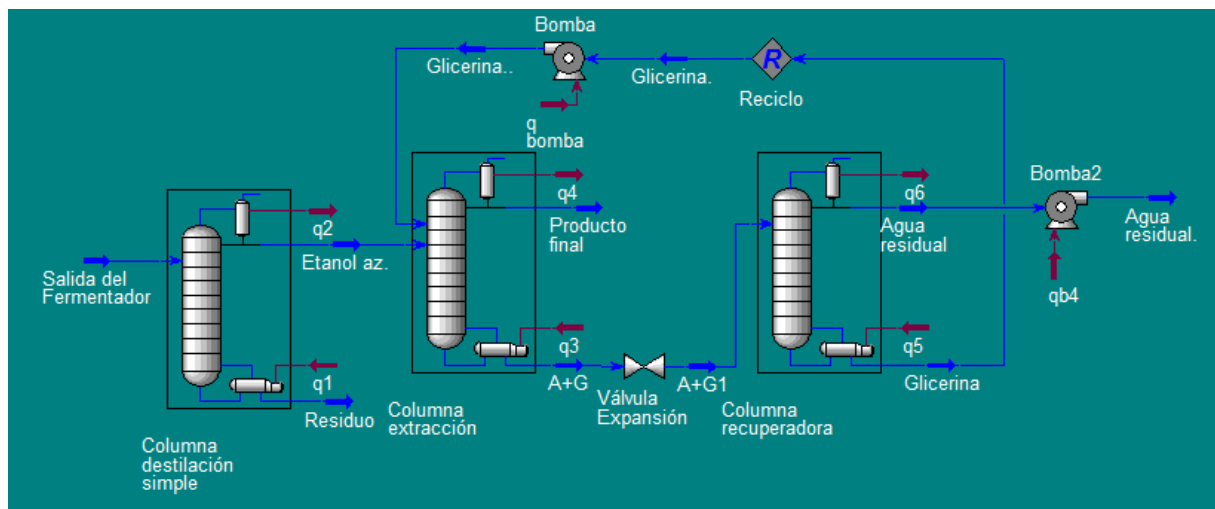 Bomba
Glicerina..
Glicerina.
R
Reciclo
q
bomba
q4
Producto
final
q6
Agua
residual
Bomba2
Agua
residual.
qb4
q2
Etanol az.
Salida del
Fermentador
q1
Residuo
q3
A+G
Válvula
Expansión
A+G1
q5
Glicerina
Columna
destilación
simple
Columna
extracción
Columna
recuperadora